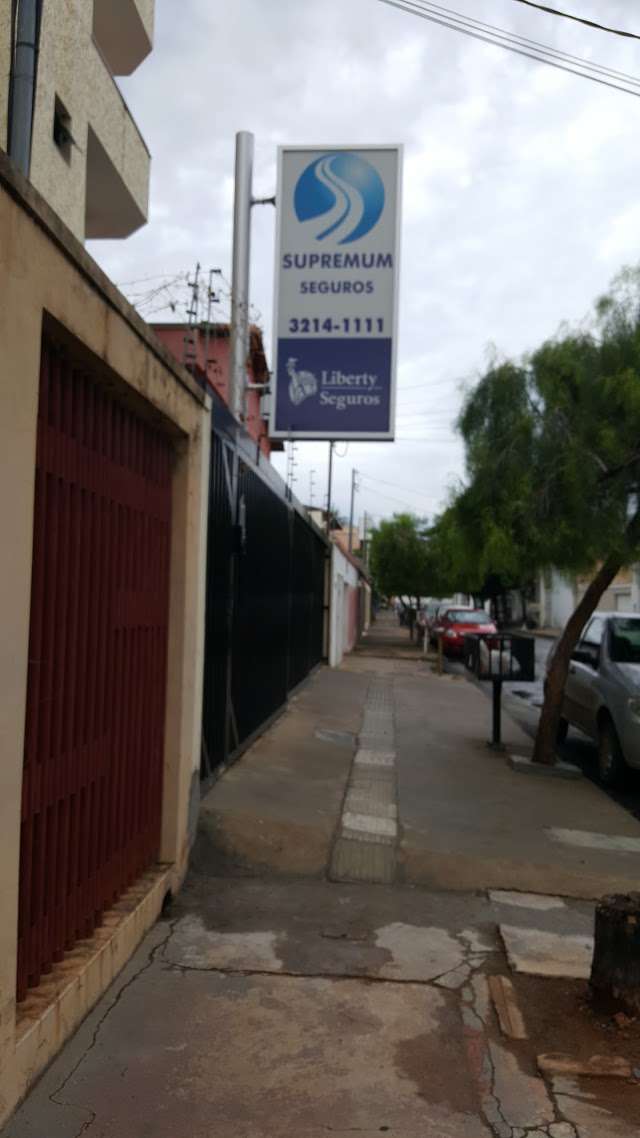 SUPREMUM
SEGUROS
3214-1111
Liberty
Seguros